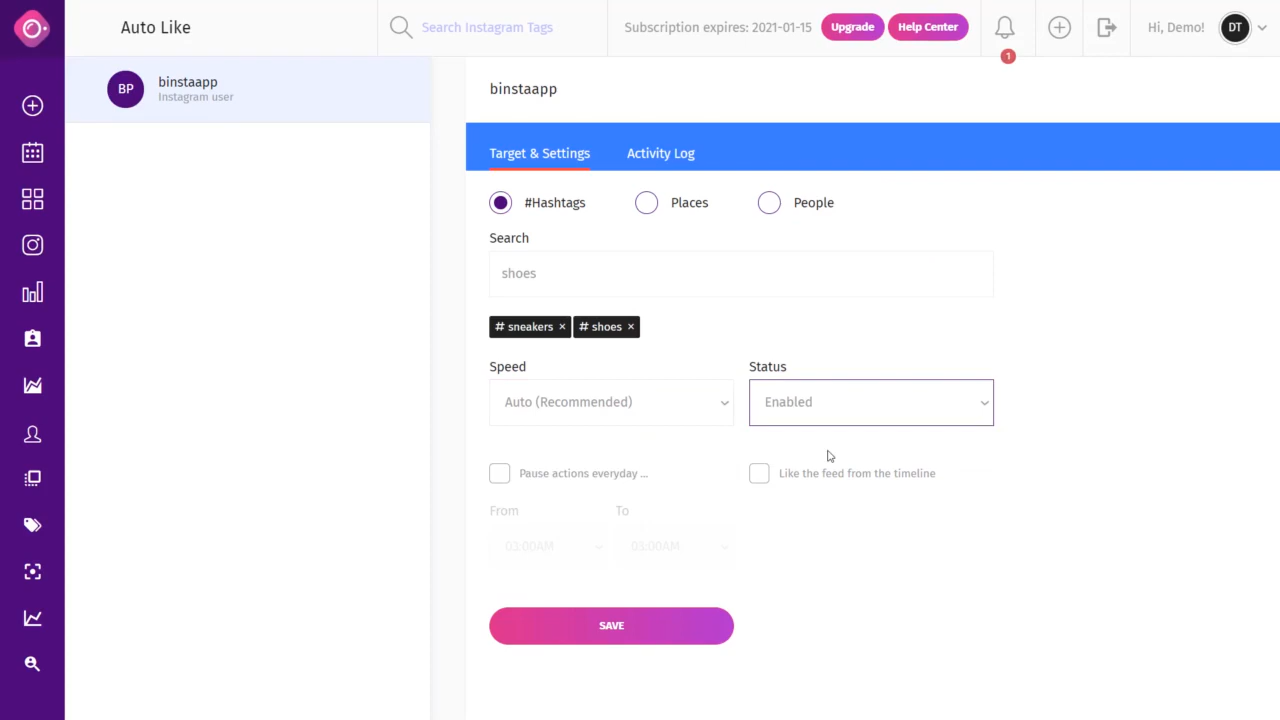 Auto Like
Search Instagram Tags
Subscription expires: 2021-01-15
Upgrade
Help Center
1
Hi, Demo!
DT
BP
binstaapp
Instagram user
binstaapp
Target & Settings
Activity Log
#Hashtags
Places
People
Search
shoes
# sneakers ×
# shoes ×
Speed
Status
Auto (Recommended)
Enabled
Pause actions everyday ...
Like the feed from the timeline
From
To
03:00AM
03:00AM
SAVE